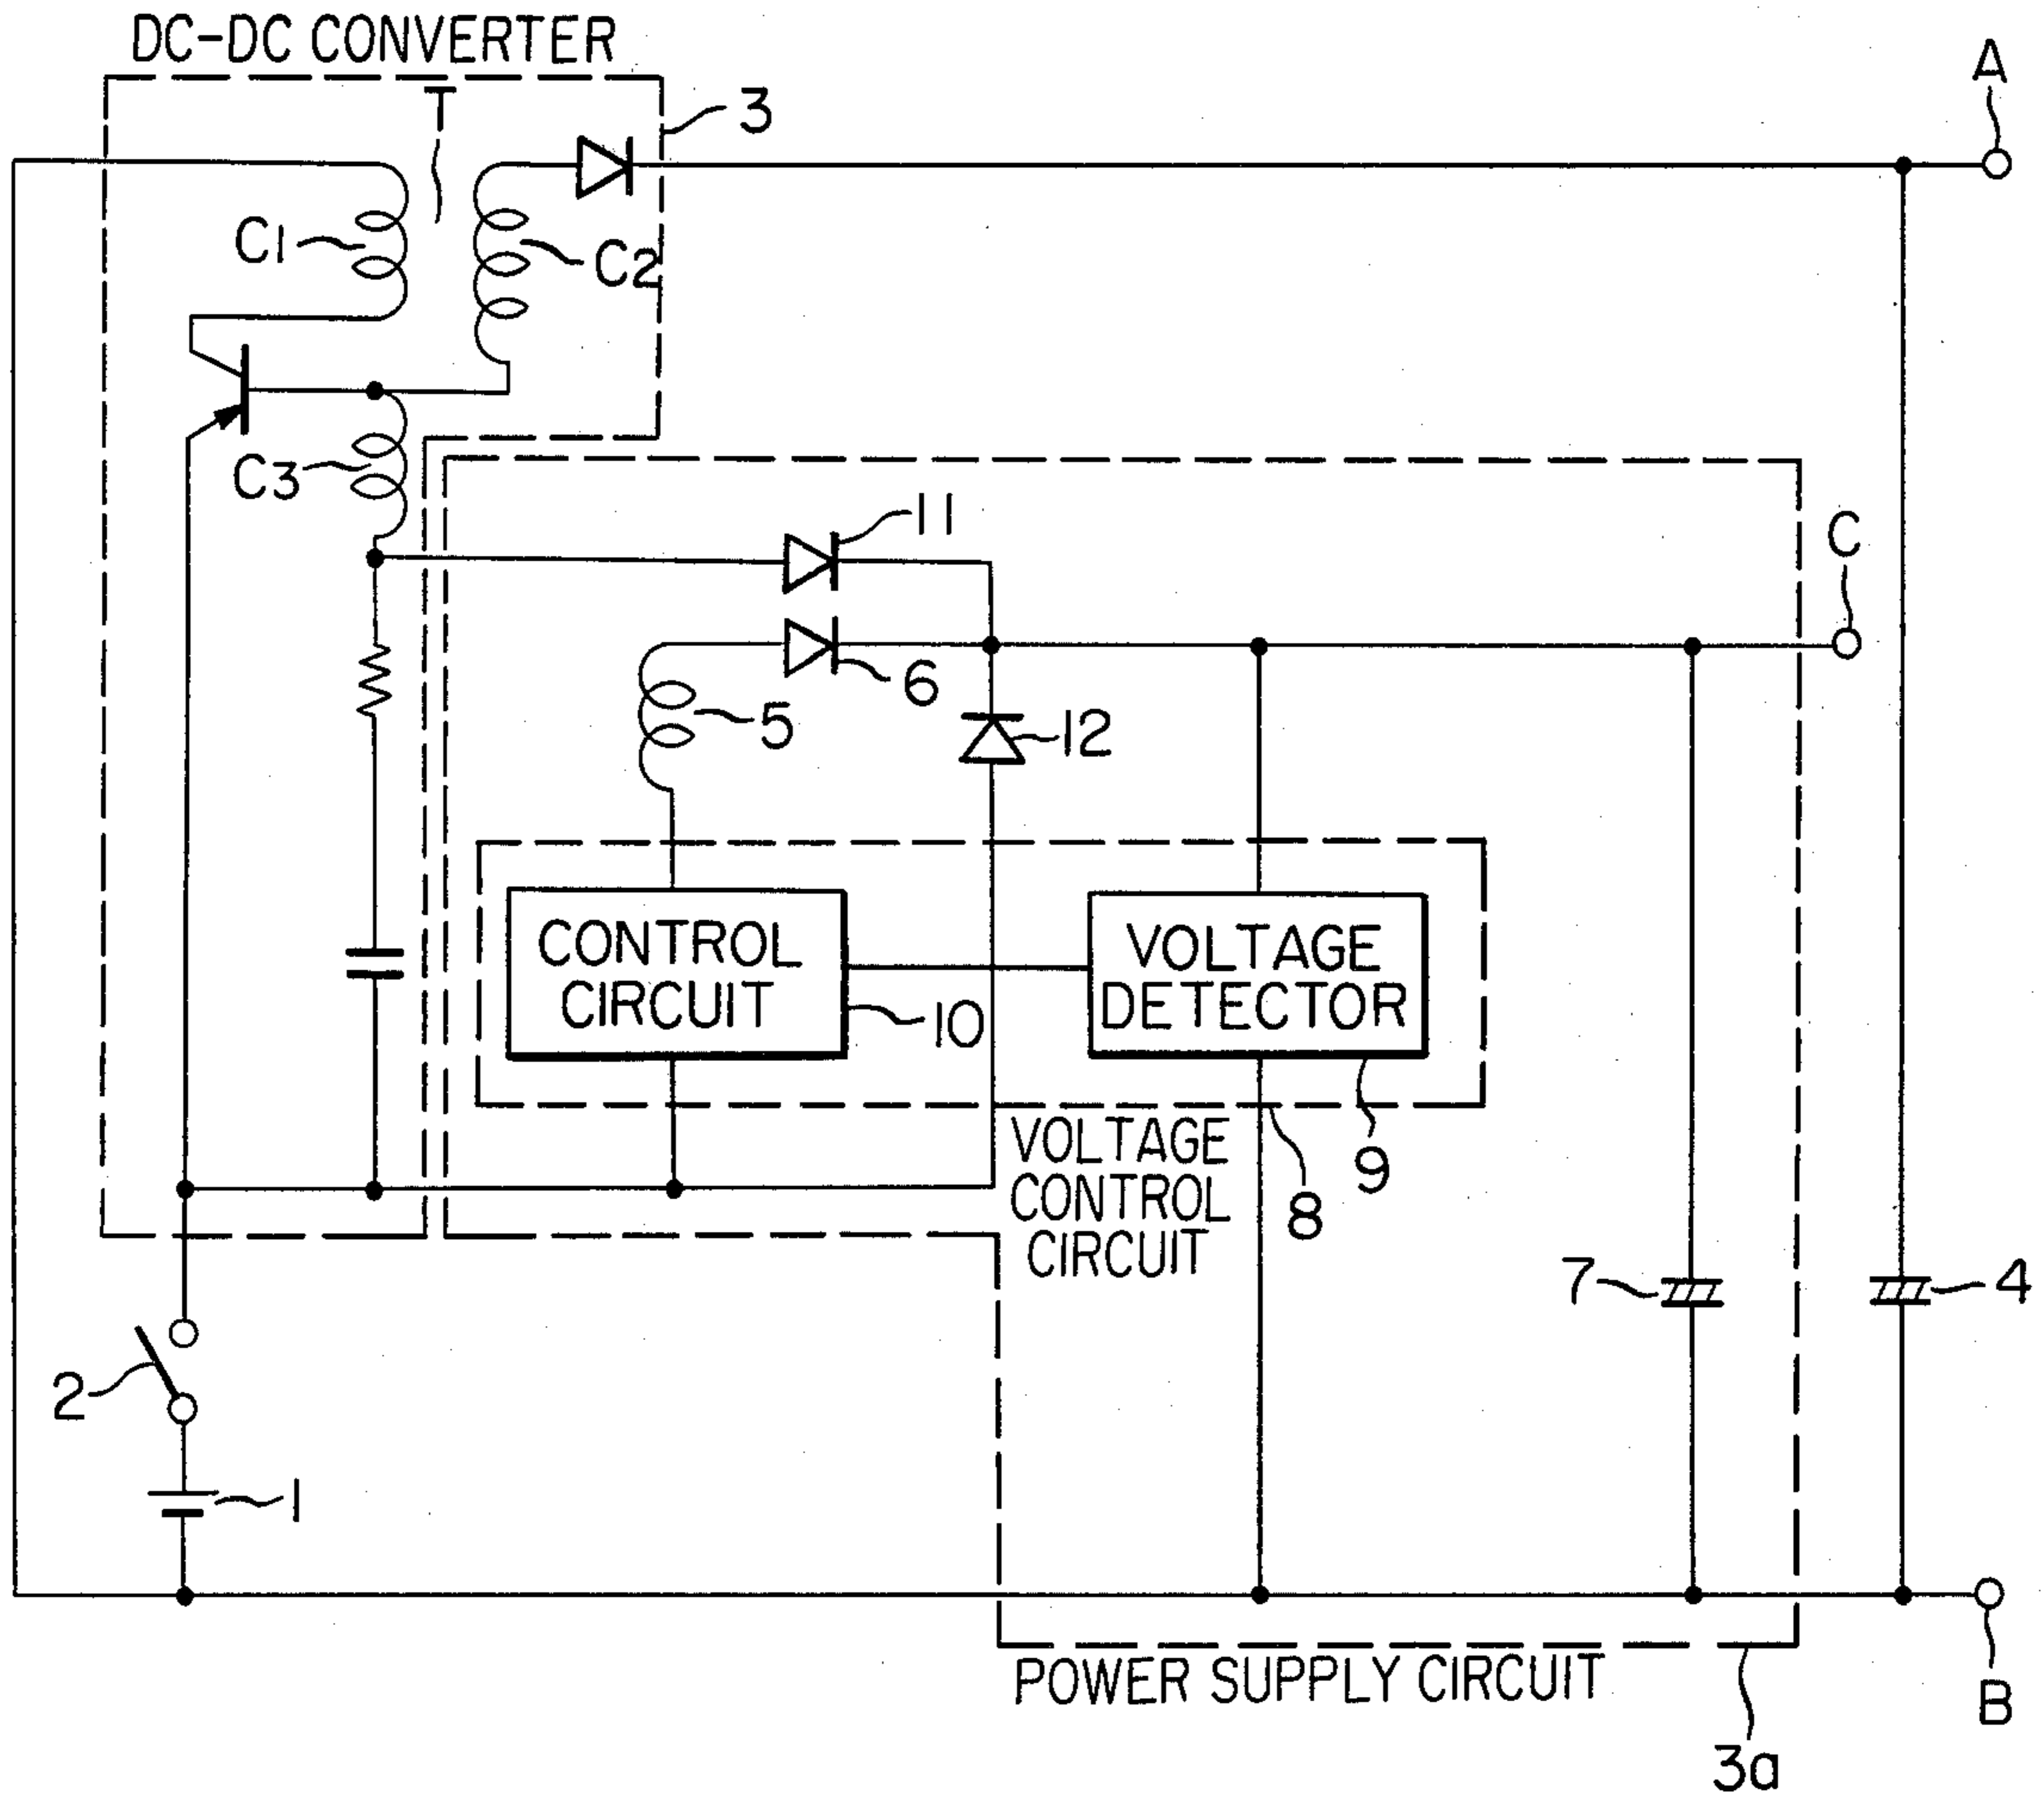 DC-DC CONVERTER
T
3
A
C1
C2
C3
11
C
6
5
12
CONTROL
CIRCUIT
10
VOLTAGE
DETECTOR
VOLTAGE
CONTROL
CIRCUIT
8
9
7
4
2
1
POWER SUPPLY CIRCUIT
B
3a